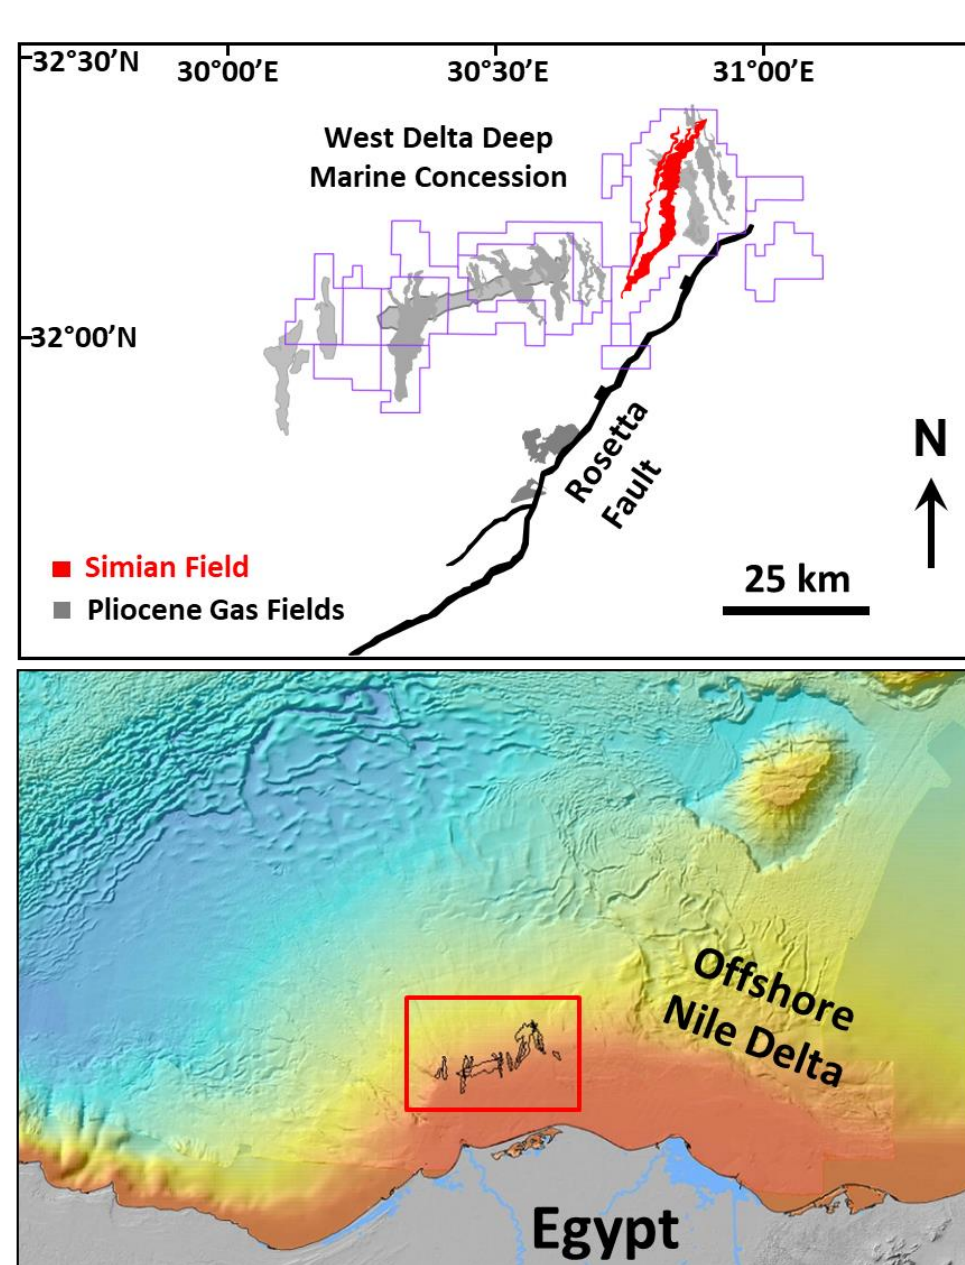 32°30’N
30°00’E
30°30’E
31°00’E
West Delta Deep
Marine Concession
32°00’N
Rosetta
Fault
N
Simian Field
25 km
Pliocene Gas Fields
Offshore
Nile Delta
Egypt